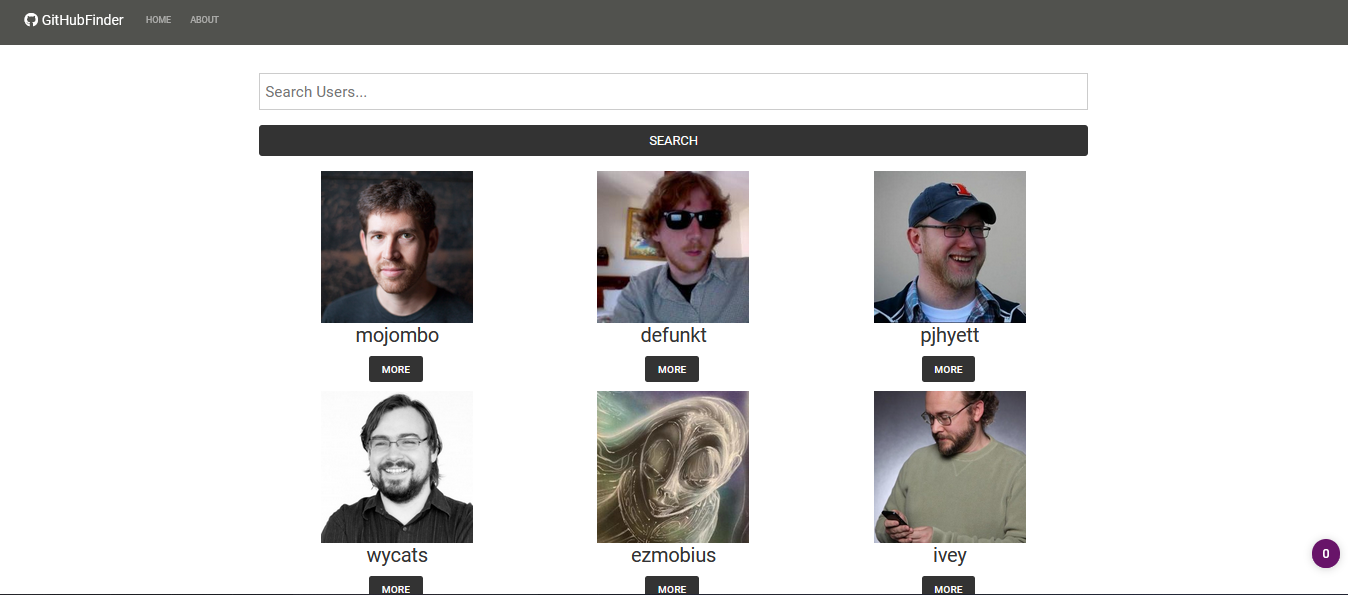 GitHubFinder HOME ABOUT
Search Users...
SEARCH
mojombo defunkt pjhyett
MORE MORE MORE
wycats ezmobius ivey
0
MORE MORE MORE